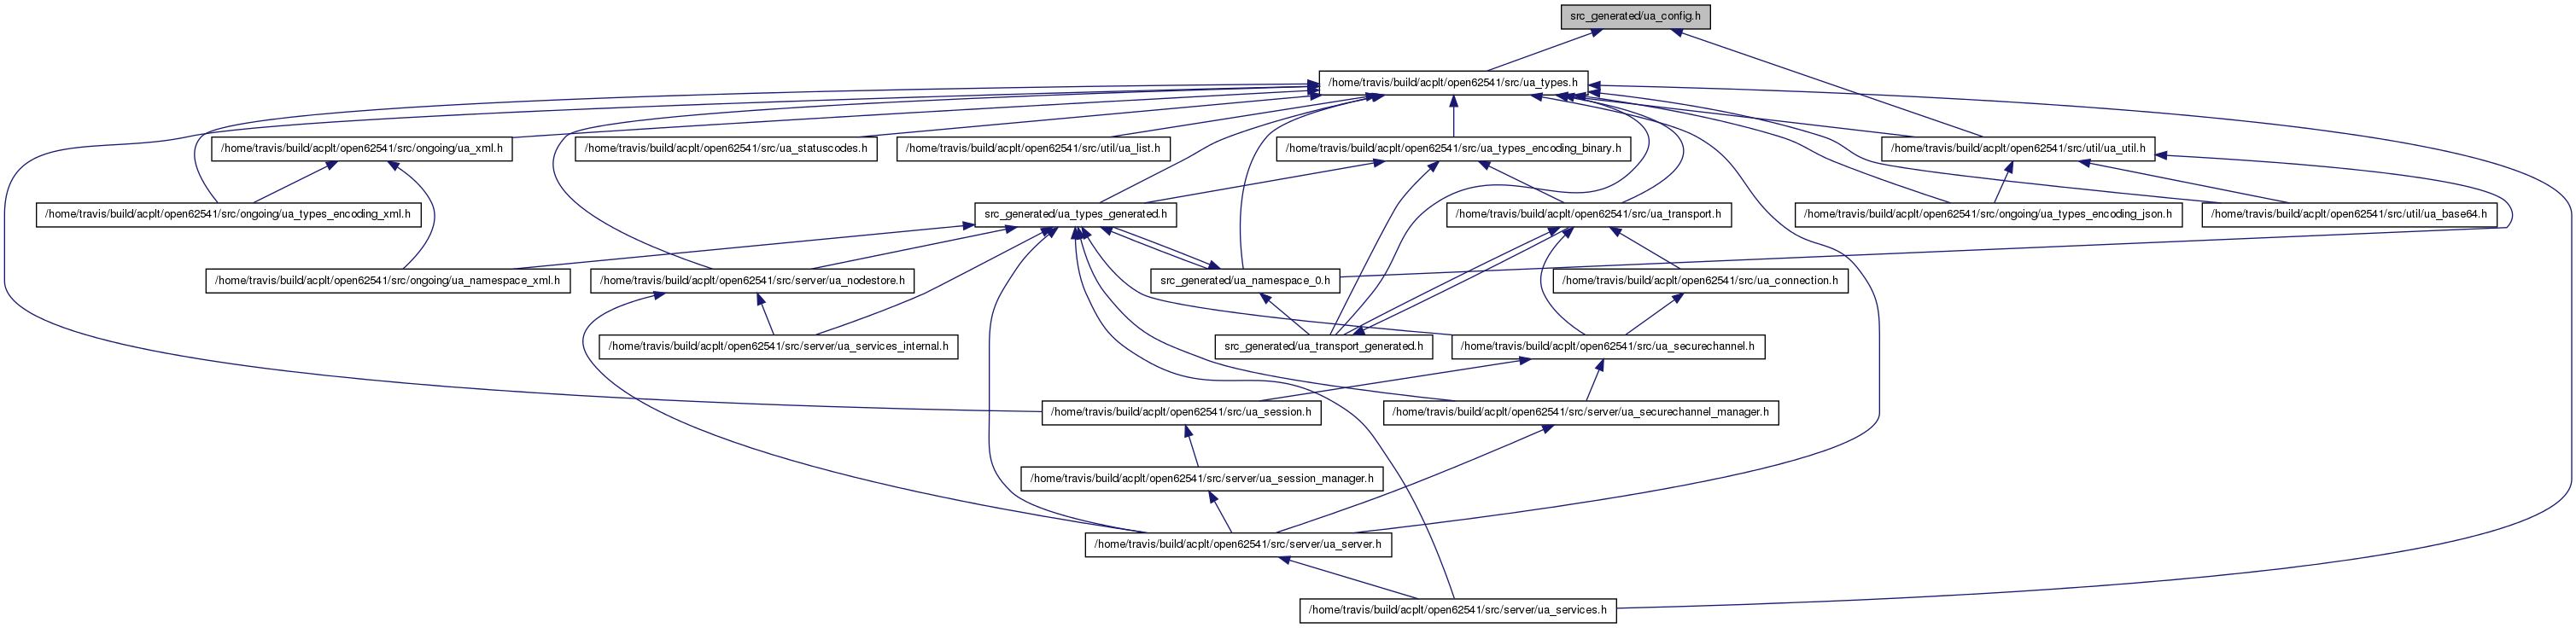 src_generated/ua_config.h
/home/travis/build/acplt/open62541/src/ua_types.h
/home/travis/build/acplt/open62541/src/ongoing/ua_xml.h
/home/travis/build/acplt/open62541/src/ua_statuscodes.h
/home/travis/build/acplt/open62541/src/util/ua_list.h
/home/travis/build/acplt/open62541/src/ua_types_encoding_binary.h
/home/travis/build/acplt/open62541/src/util/ua_util.h
/home/travis/build/acplt/open62541/src/ongoing/ua_types_encoding_xml.h
src_generated/ua_types_generated.h
/home/travis/build/acplt/open62541/src/ua_transport.h
/home/travis/build/acplt/open62541/src/ongoing/ua_types_encoding_json.h
/home/travis/build/acplt/open62541/src/util/ua_base64.h
/home/travis/build/acplt/open62541/src/ongoing/ua_namespace_xml.h
/home/travis/build/acplt/open62541/src/server/ua_nodestore.h
src_generated/ua_namespace_0.h
/home/travis/build/acplt/open62541/src/ua_connection.h
/home/travis/build/acplt/open62541/src/server/ua_services_internal.h
src_generated/ua_transport_generated.h
/home/travis/build/acplt/open62541/src/ua_securechannel.h
/home/travis/build/acplt/open62541/src/ua_session.h
/home/travis/build/acplt/open62541/src/server/ua_securechannel_manager.h
/home/travis/build/acplt/open62541/src/server/ua_session_manager.h
/home/travis/build/acplt/open62541/src/server/ua_server.h
/home/travis/build/acplt/open62541/src/server/ua_services.h